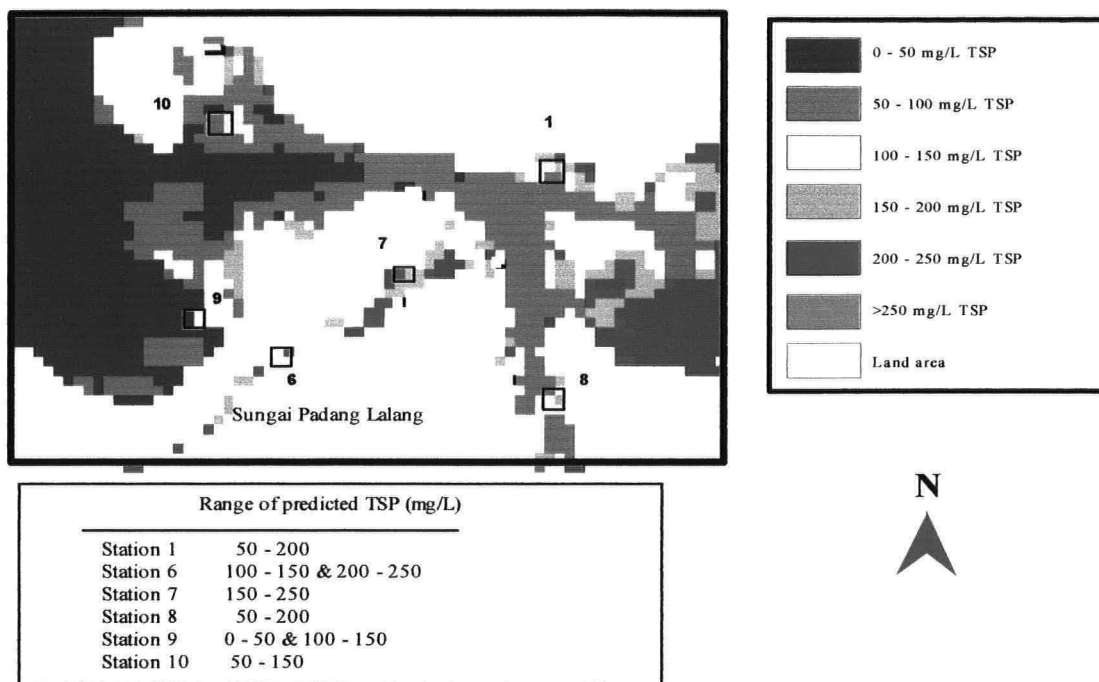 10
1
7
9
6
8
Sungai Padang Lalang
0 - 50 mg/L TSP
50 - 100 mg/L TSP
100 - 150 mg/L TSP
150 - 200 mg/L TSP
200 - 250 mg/L TSP
>250 mg/L TSP
Land area
N
Range of predicted TSP (mg/L)
Station 1 50 - 200
Station 6 100 - 150 & 200 - 250
Station 7 150 - 250
Station 8 50 - 200
Station 9 0 - 50 & 100 - 150
Station 10 50 - 150